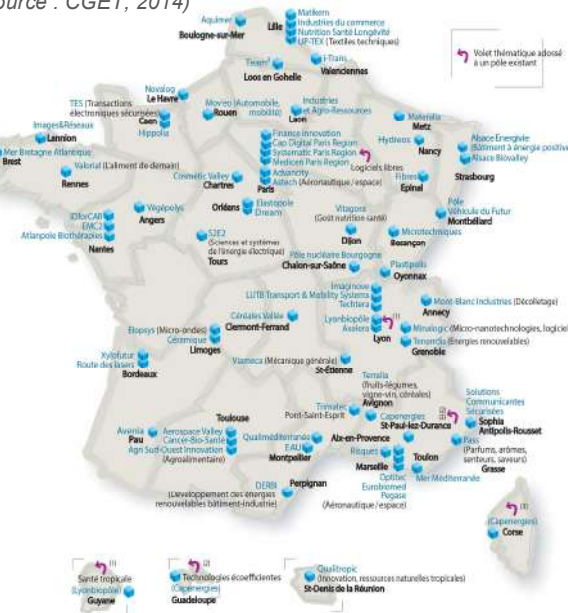 ource : CGET, 2014)
Aquimer
Boulogne-sur-Mer
Lille
Matikem
Industries du commerce
Nutrition Santé Longévité
UP-TEX (Textiles techniques)
Volet thématique adossé
à un pôle existant
Team²
Loos en Gohelle
i-Trans
Valenciennes
Novalog
Le Havre
TES (Transactions
électroniques sécurisées)
Caen
Hippolia
Mov'eo (Automobile,
mobilité)
Rouen
Industries
et Agro-Ressources
Laon
Materalia
Metz
Images&Réseaux
Lannion
Mer Bretagne Atlantique
Brest
Valorial (L'aliment de demain)
Rennes
Finance innovation
Cap Digital Paris Region
Systematic Paris Region
Medicen Paris Region
Logiciels libres
Advancity
Astech (Aéronautique / espace)
Paris
Hydreos
Nancy
Alsace Energivie
(Bâtiment à énergie positive)
Alsace Biovalley
Strasbourg
Cosmetic Valley
Chartres
Fibres
Epinal
Elastopole
Orléans
Dream
Vitagora
(Goût nutrition santé)
Dijon
Pôle
Véhicule du Futur
Montbéliard
iDforCAR
EMC2
Atlanpole Biothérapies
Nantes
Végépolys
Angers
S2E2
(Sciences et systèmes
de l'énergie électrique)
Tours
Microtechniques
Besançon
Pôle nucléaire Bourgogne
Chalon-sur-Saône
Plastipolis
Oyonnax
Imaginove
LUTB Transport & Mobility Systems
Techtera
Lyonbiopôle
Axelera
(1)
Lyon
Mont-Blanc Industries (Décolletage)
Annecy
Céréales Vallée
Clermont-Ferrand
Minalogic (Micro-nanotechnologies, logiciel
Tenerrdis (Energies renouvelables)
Grenoble
Elopsys (Micro-ondes)
Céramique
Limoges
Xylofutur
Route des lasers
Bordeaux
Viameca (Mécanique générale)
St-Étienne
Terralia
(fruits-légumes,
vigne-vin, céréales)
Avignon
Trimatec
Pont-Saint-Esprit
Capenergies
St-Paul-lez-Durance
Solutions
Communicantes
Sécurisées
Sophia
Antipolis-Rousset
Toulouse
Avenia
Pau
Aerospace Valley
Cancer-Bio-Santé
Agri Sud-Ouest Innovation
(Agroalimentaire)
Qualiméditerranée
EAU
Montpellier
Aix-en-Provence
Risques
Marseille
Optitec
Eurobiomed
Pegase
(Aéronautique / espace)
Toulon
Mer Méditerranée
Pass
(Parfums, arômes,
senteurs, saveurs)
Grasse
DERBI
Perpignan
(Développement des énergies
renouvelables bâtiment-Industrie)
(3)
(Capenergies)
Corse
(1)
Santé tropicale
(Lyonbiopôle)
Guyane
(2)
Technologies écoefficientes
(Capenergies)
Guadeloupe
Qualitropic
(Innovation, ressources naturelles tropicales)
St-Denis de la Réunion